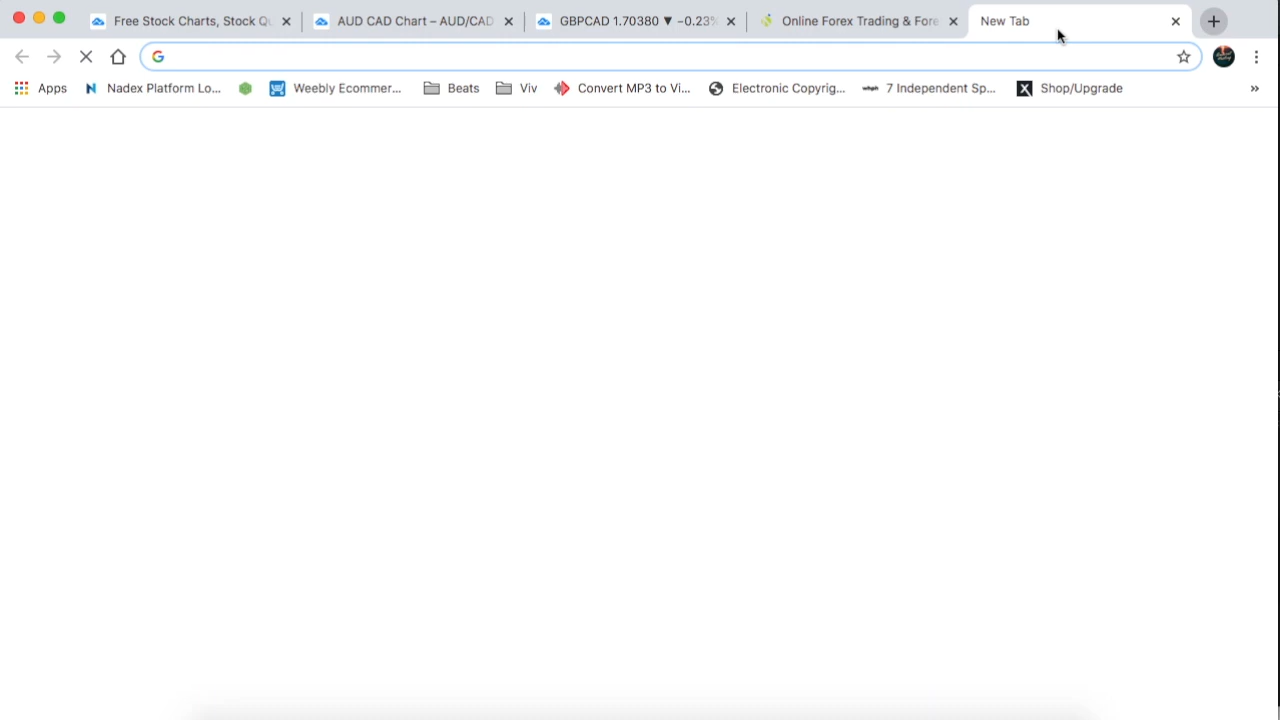 Free Stock Charts, Stock Qu
AUD CAD Chart – AUD/CAD
GBPCAD 1.70380 ▼ −0.23%
Online Forex Trading & Fore
New Tab
Apps
Nadex Platform Lo...
Weebly Ecommer...
Beats
Viv
Convert MP3 to Vi...
Electronic Copyrig...
7 Independent Sp...
Shop/Upgrade
»